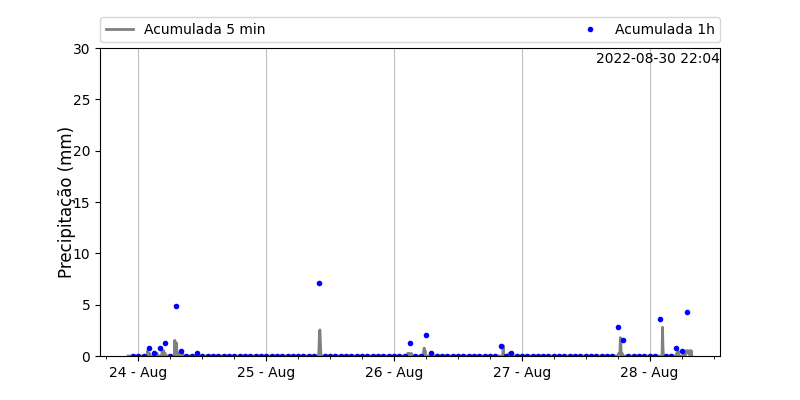 Acumulada 5 min
Acumulada 1h
2022-08-30 22:04
Precipitação (mm)
30
25
20
15
10
5
0
24 - Aug
25 - Aug
26 - Aug
27 - Aug
28 - Aug